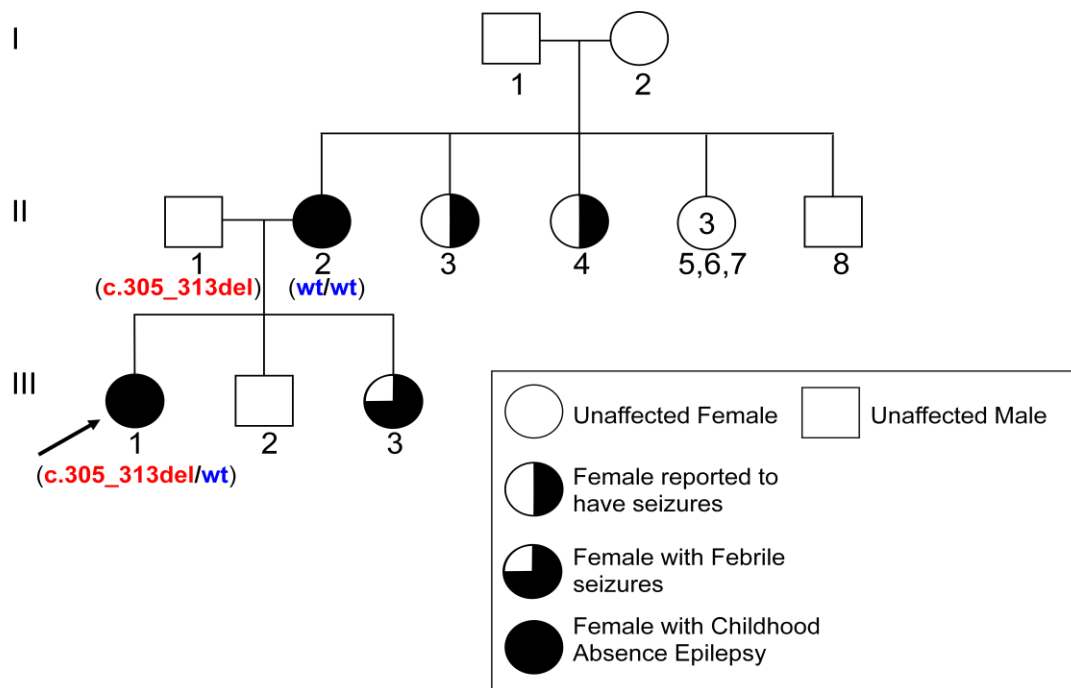 I
1
2
II
3
1
2
3
4
5,6,7
8
(c.305_313del)
(wt/wt)
III
1
2
3
(c.305_313del/wt)
Unaffected Female
Unaffected Male
Female reported to
have seizures
Female with Febrile
seizures
Female with Childhood
Absence Epilepsy